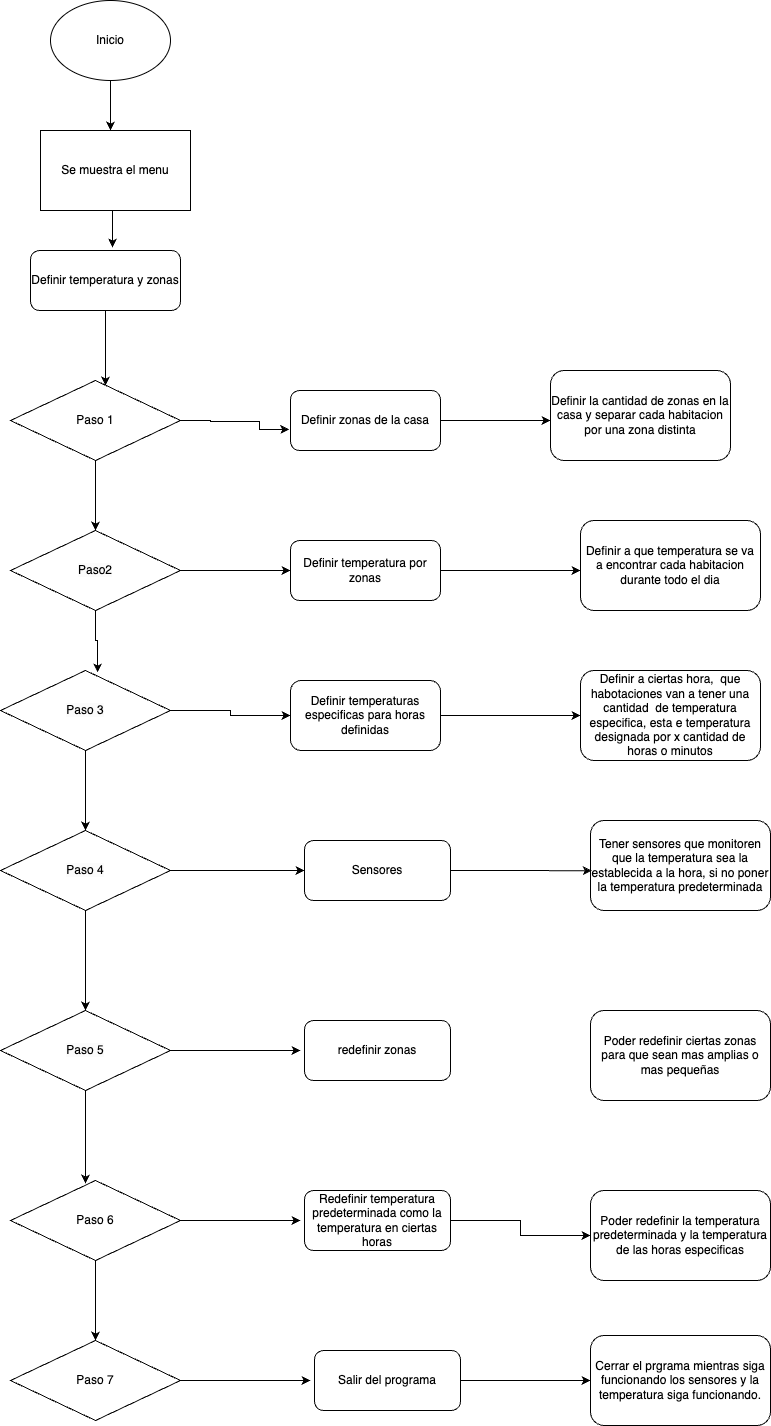 Inicio
Se muestra el menu
Definir temperatura y zonas
Paso 1
Definir zonas de la casa
Definir la cantidad de zonas en la
casa y separar cada habitacion
por una zona distinta
Paso2
Definir temperatura por
zonas
Definir a que temperatura se va
a encontrar cada habitacion
durante todo el dia
Paso 3
Definir temperaturas
especificas para horas
definidas
Definir a ciertas hora, que
habotaciones van a tener una
cantidad de temperatura
especifica, esta e temperatura
designada por x cantidad de
horas o minutos
Paso 4
Sensores
Tener sensores que monitoren
que la temperatura sea la
establecida a la hora, si no poner
la temperatura predeterminada
Paso 5
redefinir zonas
Poder redefinir ciertas zonas
para que sean mas amplias o
mas pequeñas
Paso 6
Redefinir temperatura
predeterminada como la
temperatura en ciertas
horas
Poder redefinir la temperatura
predeterminada y la temperatura
de las horas especificas
Paso 7
Salir del programa
Cerrar el prgrama mientras siga
funcionando los sensores y la
temperatura siga funcionando.